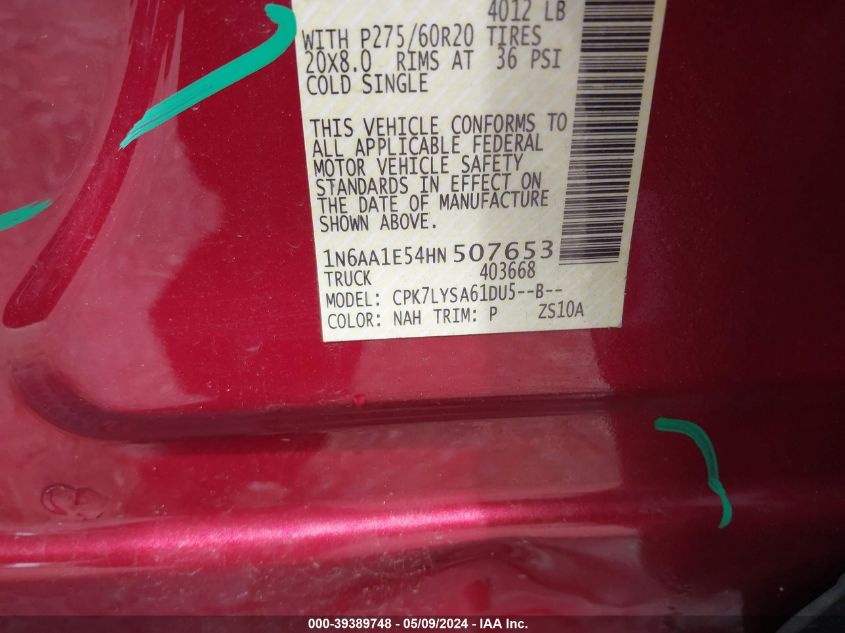 4012 LB
WITH P275/60R20 TIRES
20X8.0 RIMS AT 36 PSI
COLD SINGLE
THIS VEHICLE CONFORMS TO
ALL APPLICABLE FEDERAL
MOTOR VEHICLE SAFETY
STANDARDS IN EFFECT ON
THE DATE OF MANUFACTURE
SHOWN ABOVE.
1N6AA1E54HN 507653
TRUCK 403668
MODEL: CPK7LYSA61DU5--B--
COLOR: NAH TRIM: P ZS10A
000-39389748 - 05/09/2024 - IAA Inc.